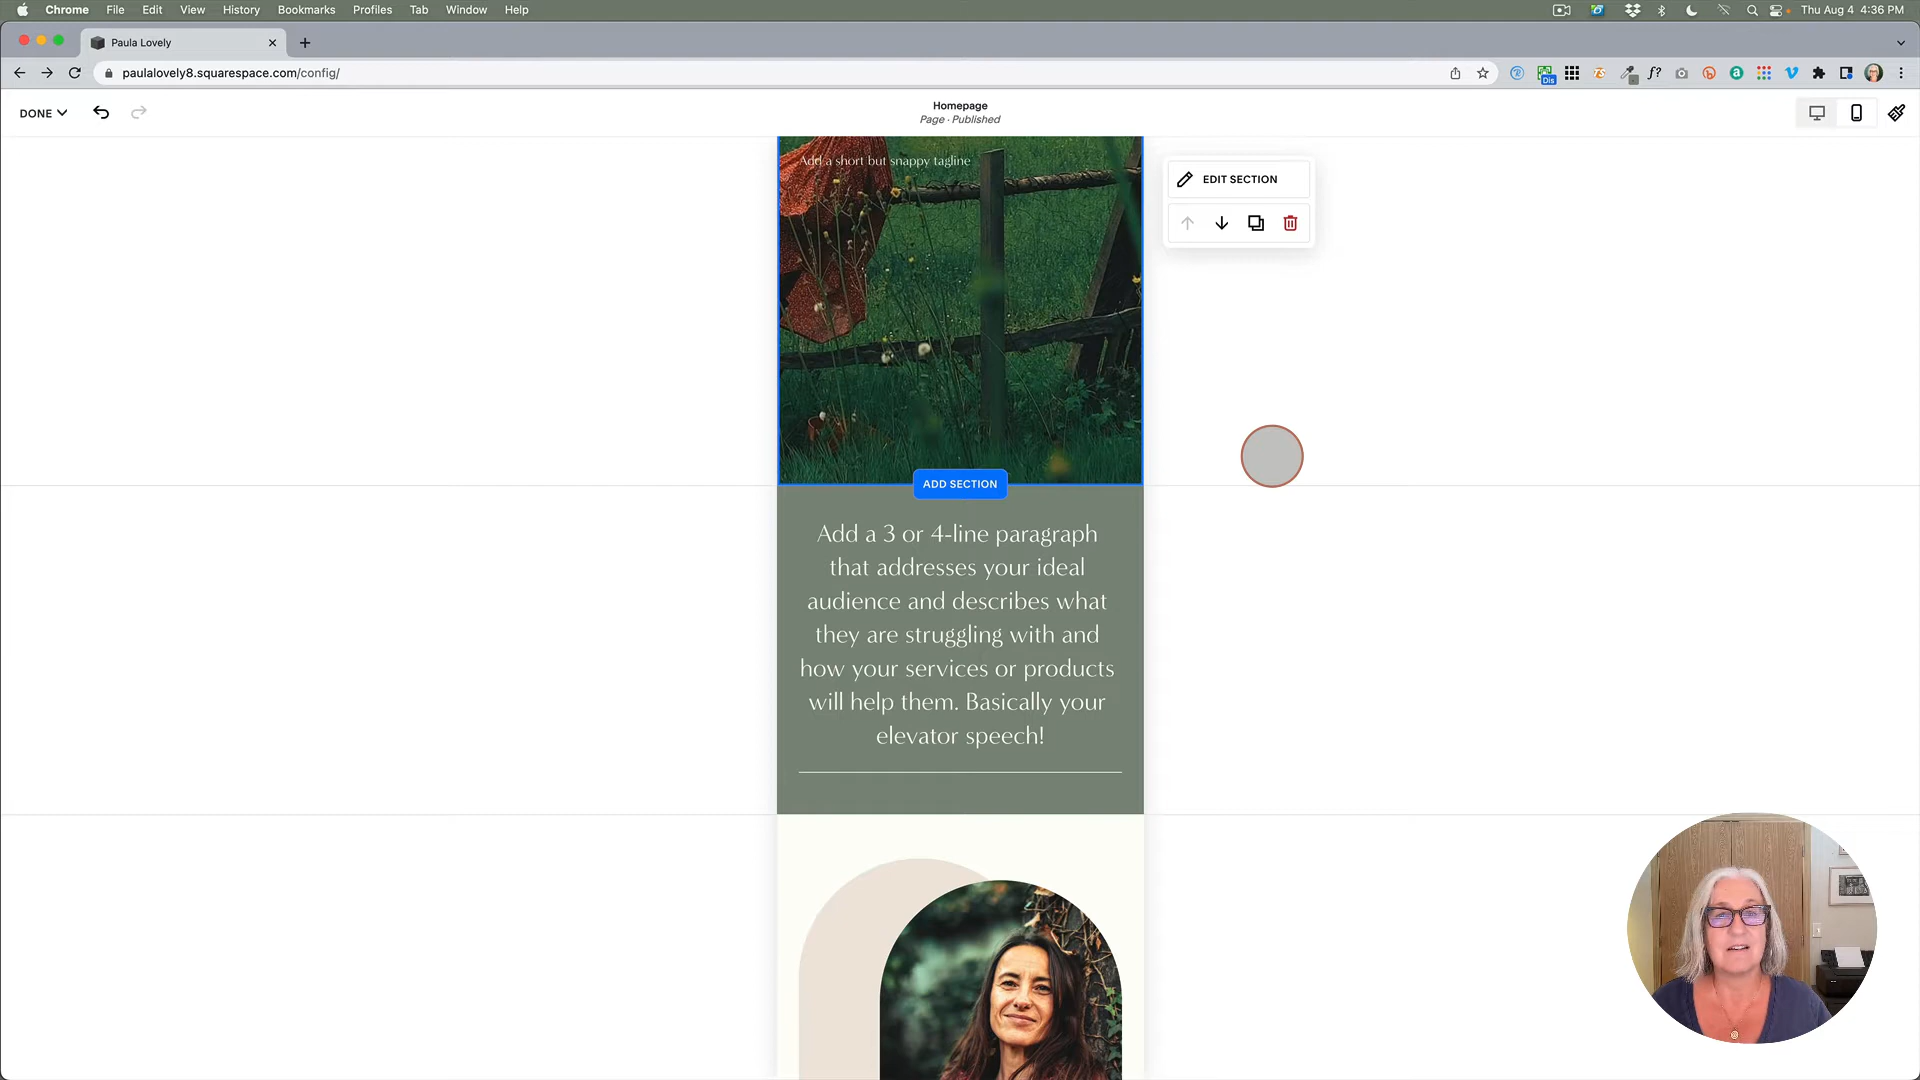 Chrome File Edit View History Bookmarks Profiles Tab Window Help
Thu Aug 4 4:36 PM
Paula Lovely
paulalovely8.squarespace.com/config/
Dis
f?
DONE
Homepage
Page · Published
Add a short but snappy tagline
EDIT SECTION
ADD SECTION
Add a 3 or 4-line paragraph
that addresses your ideal
audience and describes what
they are struggling with and
how your services or products
will help them. Basically your
elevator speech!